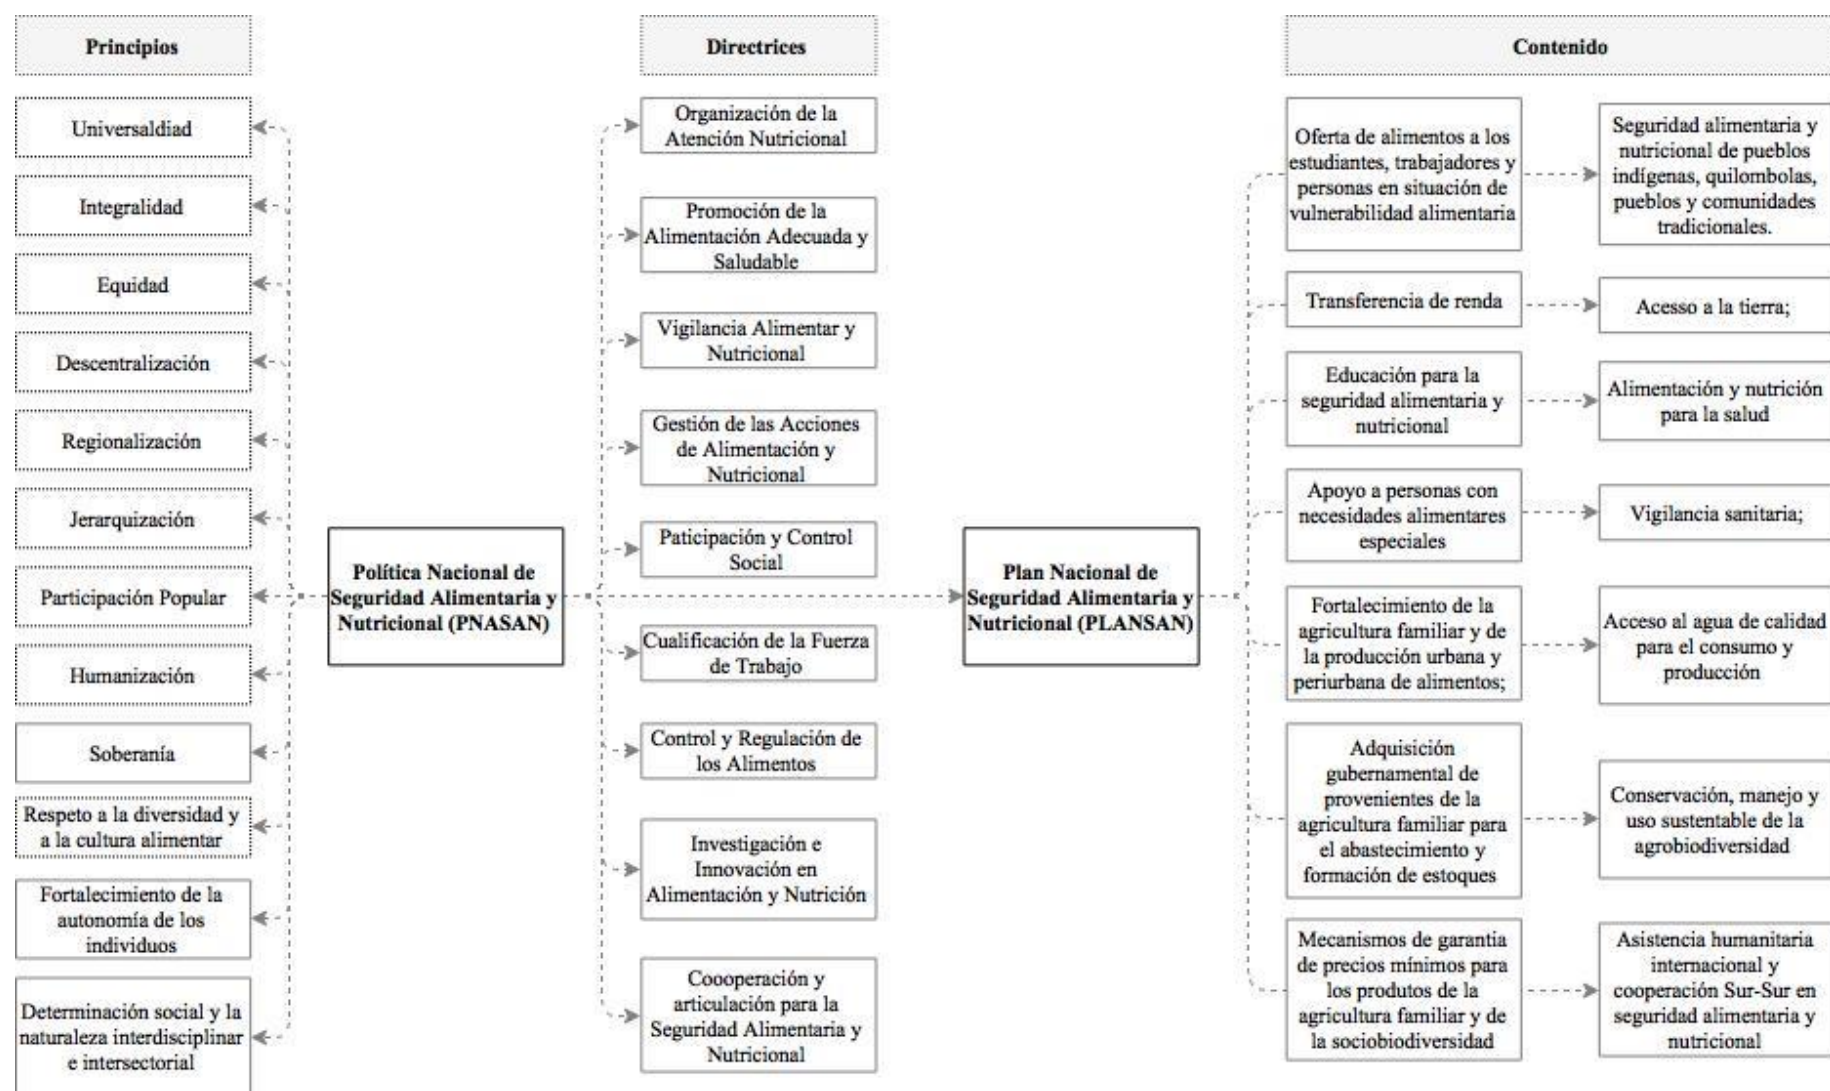 Principios
Universaldiad
Integralidad
Equidad
Descentralización
Regionalización
Jerarquización
Participación Popular
Humanización
Soberanía
Respeto a la diversidad y
a la cultura alimentar
Fortalecimiento de la
autonomía de los
individuos
Determinación social y la
naturaleza interdisciplinar
e intersectorial
Política Nacional de
Seguridad Alimentaria y
Nutricional (PNASAN)
Directrices
Organización de la
Atención Nutricional
Promoción de la
Alimentación Adecuada y
Saludable
Vigilancia Alimentar y
Nutricional
Gestión de las Acciones
de Alimentación y
Nutricional
Paticipación y Control
Social
Cualificación de la Fuerza
de Trabajo
Control y Regulación de
los Alimentos
Investigación e
Innovación en
Alimentación y Nutrición
Coooperación y
articulación para la
Seguridad Alimentaria y
Nutricional
Plan Nacional de
Seguridad Alimentaria y
Nutricional (PLANSAN)
Contenido
Oferta de alimentos a los
estudiantes, trabajadores y
personas en situación de
vulnerabilidad alimentaria
Seguridad alimentaria y
nutricional de pueblos
indígenas, quilombolas,
pueblos y comunidades
tradicionales.
Transferencia de renda
Acesso a la tierra;
Educación para la
seguridad alimentaria y
nutricional
Alimentación y nutrición
para la salud
Apoyo a personas con
necesidades alimentares
especiales
Vigilancia sanitaria;
Fortalecimiento de la
agricultura familiar y de
la producción urbana y
periurbana de alimentos;
Acceso al agua de calidad
para el consumo y
producción
Adquisición
gubernamental de
provenientes de la
agricultura familiar para
el abastecimiento y
formación de estoques
Conservación, manejo y
uso sustentable de la
agrobiodiversidad
Mecanismos de garantia
de precios mínimos para
los produtos de la
agricultura familiar y de
la sociobiodiversidad
Asistencia humanitaria
internacional y
cooperación Sur-Sur en
seguridad alimentaria y
nutricional